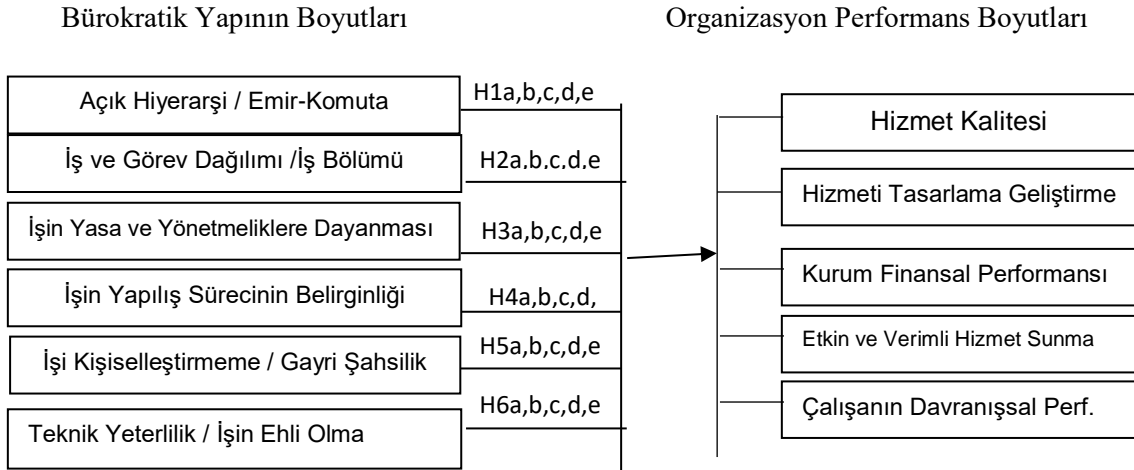 Bürokratik Yapının Boyutları
Organizasyon Performans Boyutları
Açık Hiyerarşi / Emir-Komuta
H1a,b,c,d,e
İş ve Görev Dağılımı /İş Bölümü
H2a,b,c,d,e
İşin Yasa ve Yönetmeliklere Dayanması
H3a,b,c,d,e
İşin Yapılış Sürecinin Belirginliği
H4a,b,c,d,
İşi Kişiselleştirmeme / Gayri Şahsilik
H5a,b,c,d,e
Teknik Yeterlilik / İşin Ehli Olma
H6a,b,c,d,e
Hizmet Kalitesi
Hizmeti Tasarlama Geliştirme
Kurum Finansal Performansı
Etkin ve Verimli Hizmet Sunma
Çalışanın Davranışsal Perf.